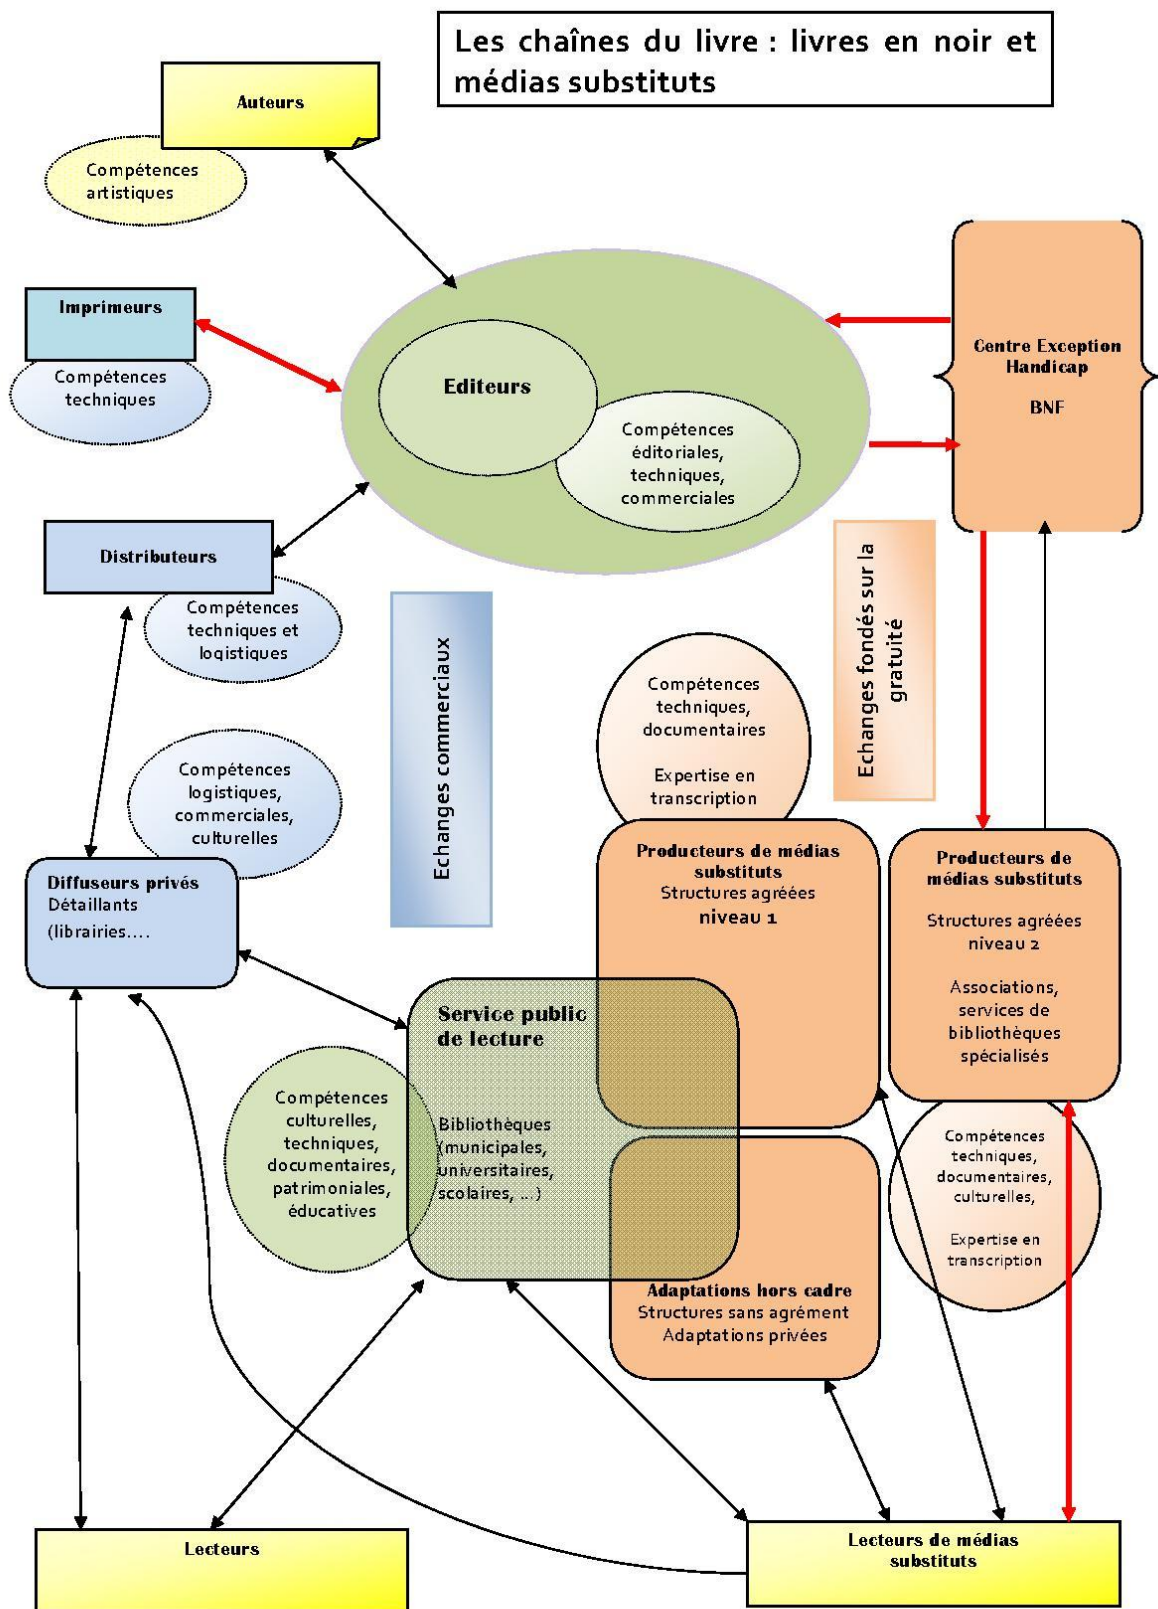 Les chaînes du livre : livres en noir et
médias substituts
Auteurs
Compétences
artistiques
Imprimeurs
Compétences
techniques
Editeurs
Compétences
éditoriales,
techniques,
commerciales
Centre Exception
Handicap
BNF
Distributeurs
Compétences
techniques et
logistiques
Echanges commerciaux
Echanges fondés sur la
gratuité
Compétences
techniques,
documentaires
Expertise en
transcription
Compétences
logistiques,
commerciales,
culturelles
Diffuseurs privés
Détaillants
(librairies....
Producteurs de médias
substituts
Structures agréées
niveau 1
Producteurs de
médias substituts
Structures agréées
niveau 2
Associations,
services de
bibliothèques
spécialisés
Service public
de lecture
Bibliothèques
(municipales,
universitaires,
scolaires, ...)
Compétences
culturelles,
techniques,
documentaires,
patrimoniales,
éducatives
Compétences
techniques,
documentaires,
culturelles,
Expertise en
transcription
Adaptations hors cadre
Structures sans agrément
Adaptations privées
Lecteurs
Lecteurs de médias
substituts